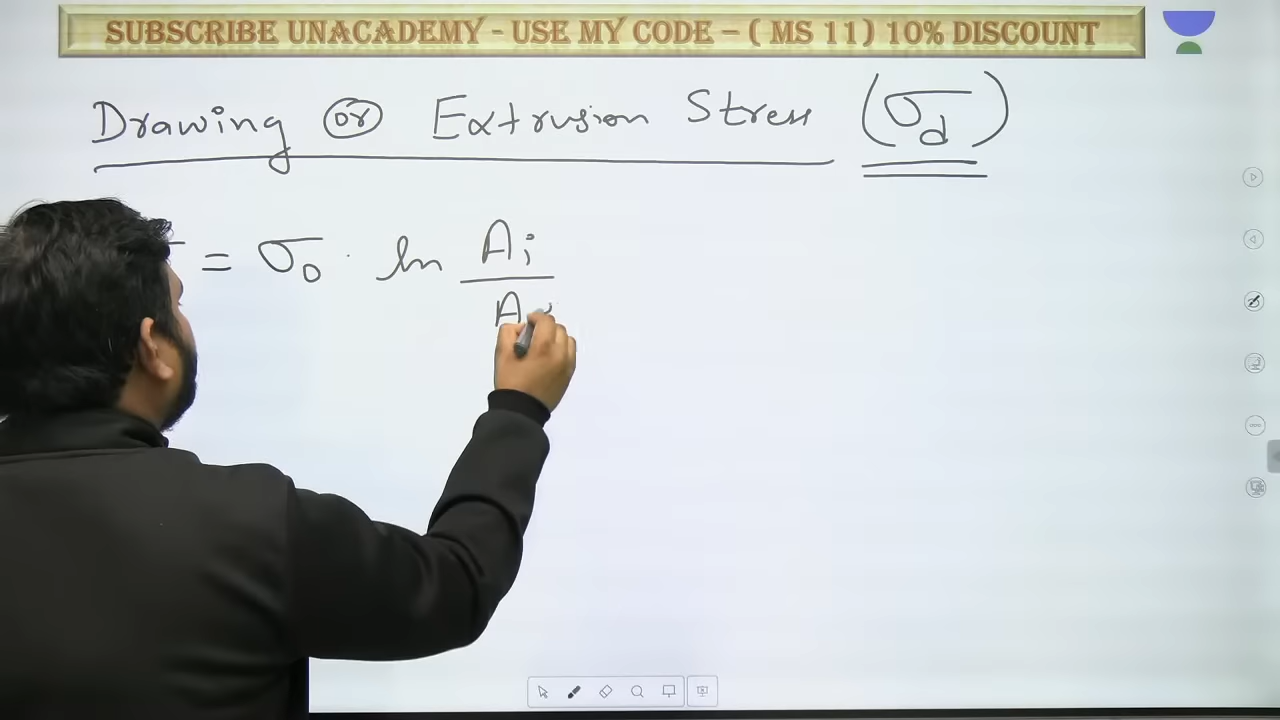 SUBSCRIBE UNACADEMY - USE MY CODE – ( MS 11) 10% DISCOUNT
Drawing or Extrusion Stress (σd)
= σ0 · ln Ai
A